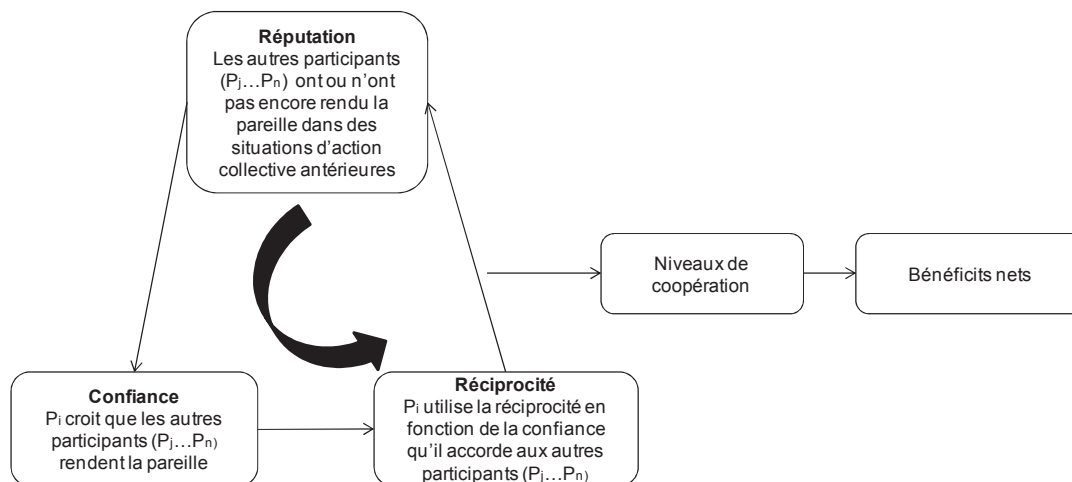 Réputation
Les autres participants
(Pj…Pn) ont ou n'ont
pas encore rendu la
pareille dans des
situations d'action
collective antérieures
Niveaux de
coopération
Bénéficits nets
Confiance
Pi croit que les autres
participants (Pj…Pn)
rendent la pareille
Réciprocité
Pi utilise la réciprocité en
fonction de la confiance
qu'il accorde aux autres
participants (Pj…Pn)